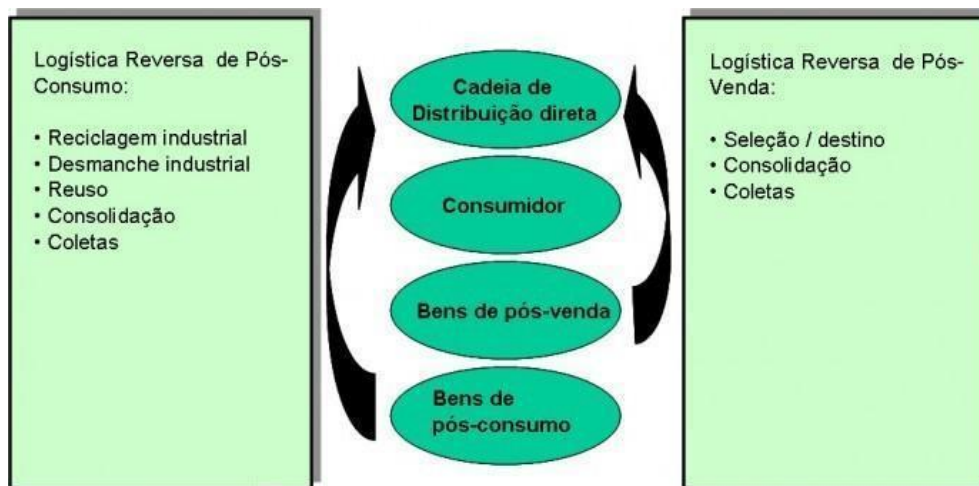 Logística Reversa de Pós-
Consumo:
• Reciclagem industrial
• Desmanche industrial
• Reuso
• Consolidação
• Coletas
Cadeia de
Distribuição direta
Consumidor
Bens de pós-venda
Bens de
pós-consumo
Logística Reversa de Pós-
Venda:
• Seleção / destino
• Consolidação
• Coletas